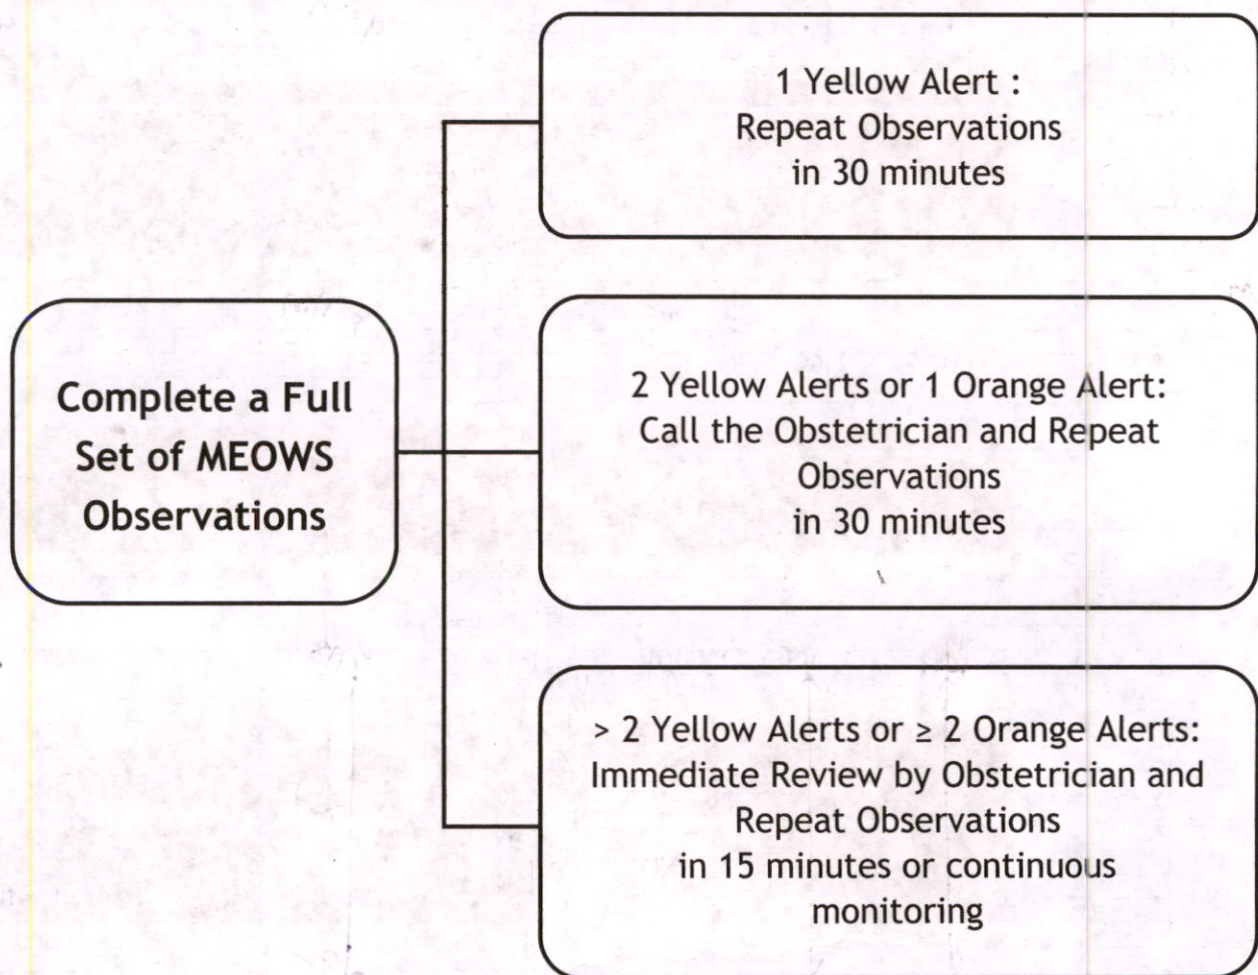 1 Yellow Alert :
Repeat Observations
in 30 minutes
Complete a Full
Set of MEOWS
Observations
2 Yellow Alerts or 1 Orange Alert:
Call the Obstetrician and Repeat
Observations
in 30 minutes
> 2 Yellow Alerts or ≥ 2 Orange Alerts:
Immediate Review by Obstetrician and
Repeat Observations
in 15 minutes or continuous
monitoring